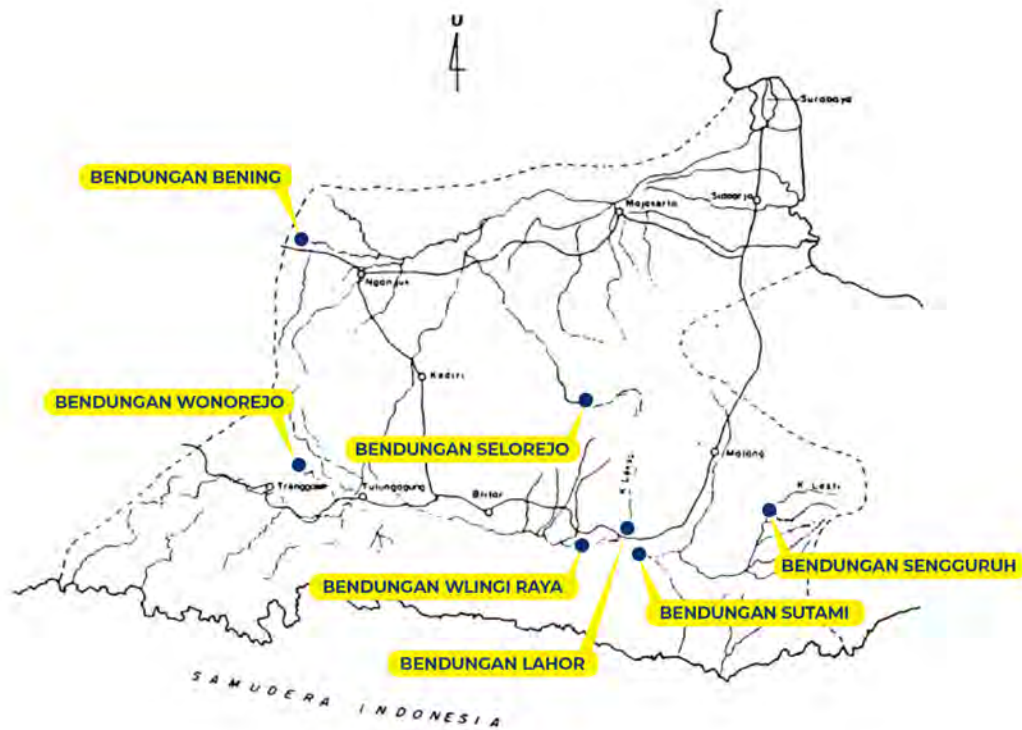 U
Surabaya
BENDUNGAN BENING
Sidoarjo
Mojokerto
Nganjuk
Kediri
BENDUNGAN WONOREJO
BENDUNGAN SELOREJO
Malang
K. Lesti
Trenggalek
Tulungagung
Blitar
K. Lahor
BENDUNGAN SENGGURUH
BENDUNGAN WLINGI RAYA
BENDUNGAN SUTAMI
BENDUNGAN LAHOR
SAMUDERA INDONESIA